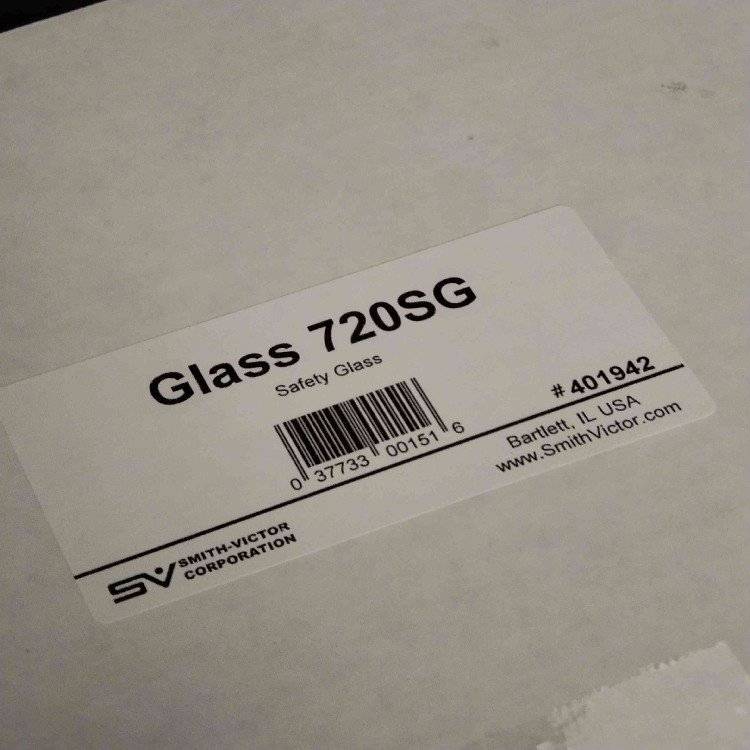 Glass 720SG
Safety Glass
0 37733 00151 6
# 401942
Bartlett, IL USA
www.SmithVictor.com
SV SMITH-VICTOR
CORPORATION